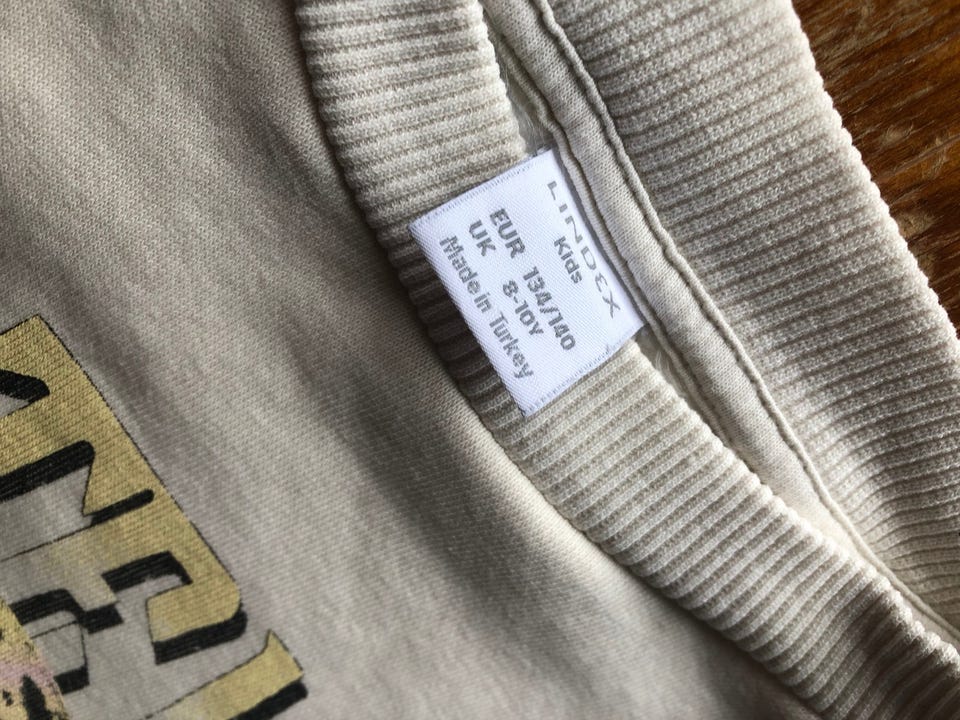 LINDEX
Kids
EUR 134/140
UK 8-10Y
Made in Turkey